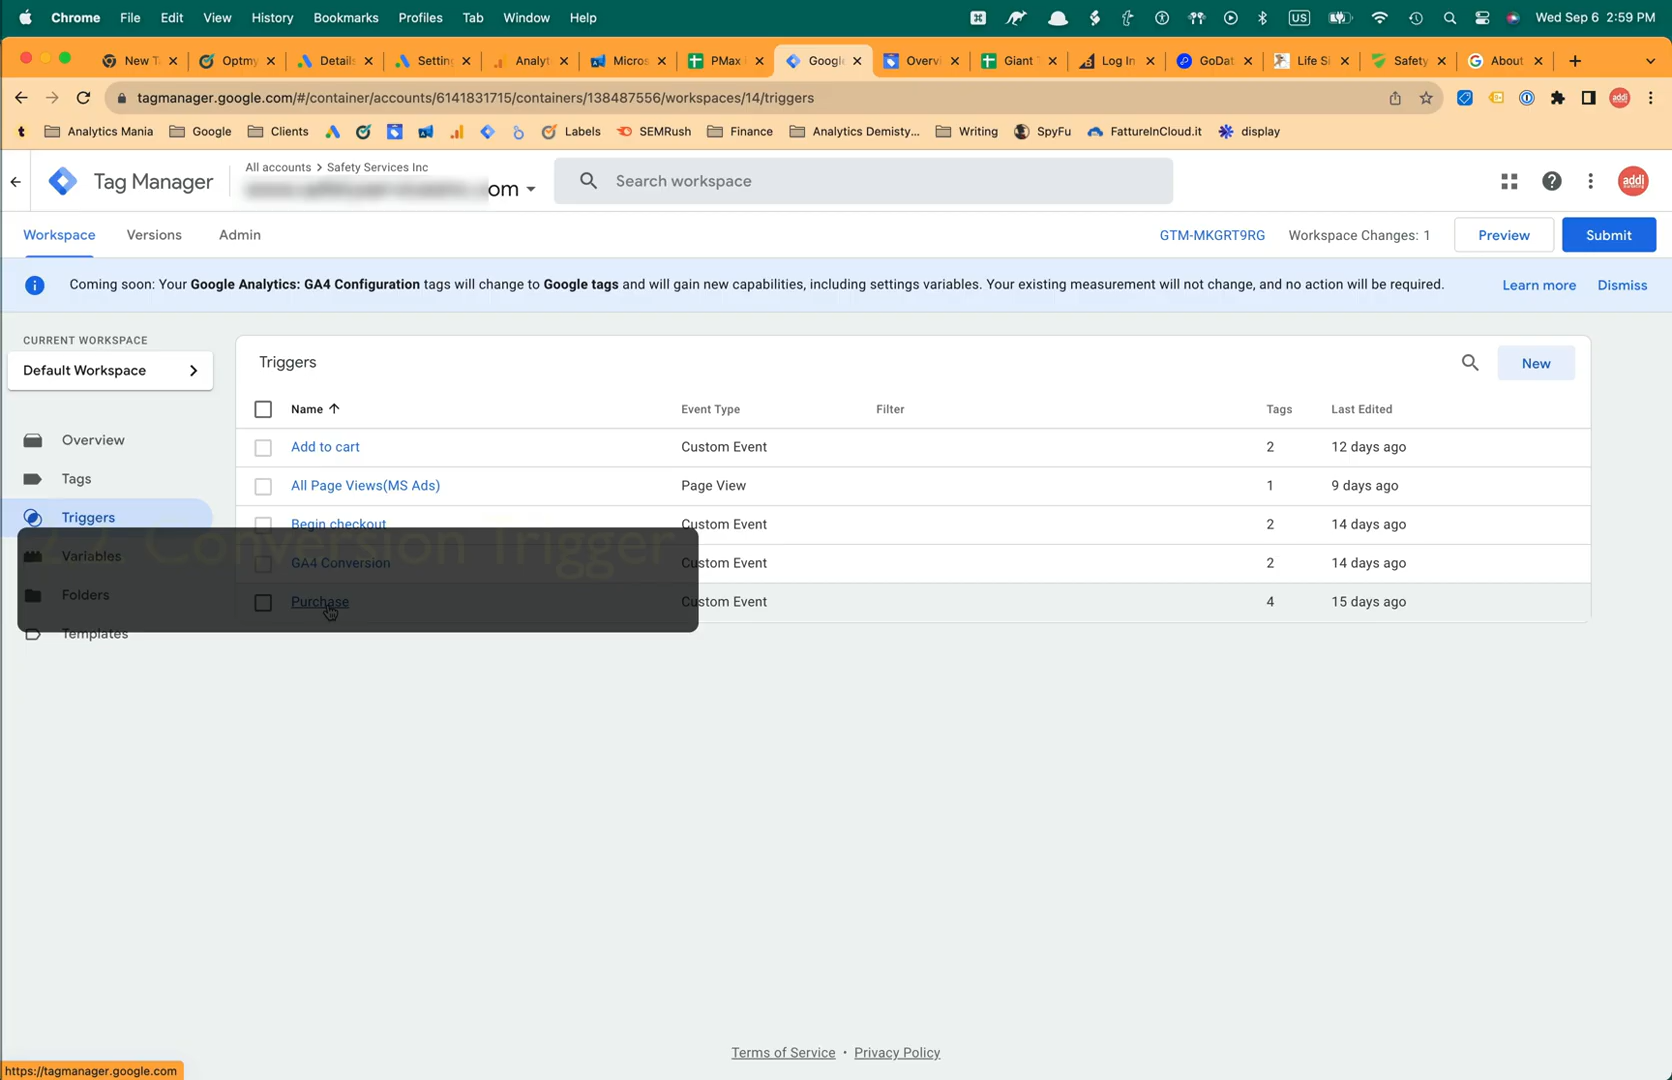 Chrome File Edit View History Bookmarks Profiles Tab Window Help US Wed Sep 6 2:59 PM
New T Optmy Details Setting Analyt Micros PMax Google Overvi Giant T Log In GoDat Life Si Safety About
tagmanager.google.com/#/container/accounts/6141831715/containers/138487556/workspaces/14/triggers addi
t Analytics Mania Google Clients Labels SEMRush Finance Analytics Demisty... Writing SpyFu FattureInCloud.it display
All accounts > Safety Services Inc
Tag Manager om Search workspace addi
Workspace Versions Admin GTM-MKGRT9RG Workspace Changes: 1 Preview Submit
Coming soon: Your Google Analytics: GA4 Configuration tags will change to Google tags and will gain new capabilities, including settings variables. Your existing measurement will not change, and no action will be required. Learn more Dismiss
CURRENT WORKSPACE
Default Workspace
Overview
Tags
Triggers
Variables
Folders
Templates
Triggers New
Name Event Type Filter Tags Last Edited
Add to cart Custom Event 2 12 days ago
All Page Views(MS Ads) Page View 1 9 days ago
Begin checkout Custom Event 2 14 days ago
Conversion Trigger
GA4 Conversion Custom Event 2 14 days ago
Purchase Custom Event 4 15 days ago
Terms of Service • Privacy Policy
https://tagmanager.google.com